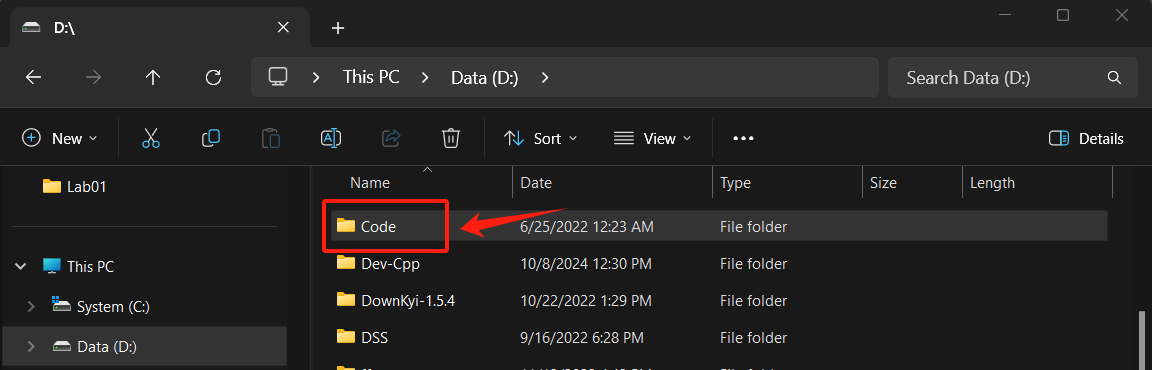 D:\
This PC Data (D:) Search Data (D:)
New Sort View Details
Name Date Type Size Length
Lab01
Code 6/25/2022 12:23 AM File folder
This PC Dev-Cpp 10/8/2024 12:30 PM File folder
System (C:) DownKyi-1.5.4 10/22/2022 1:29 PM File folder
Data (D:) DSS 9/16/2022 6:28 PM File folder